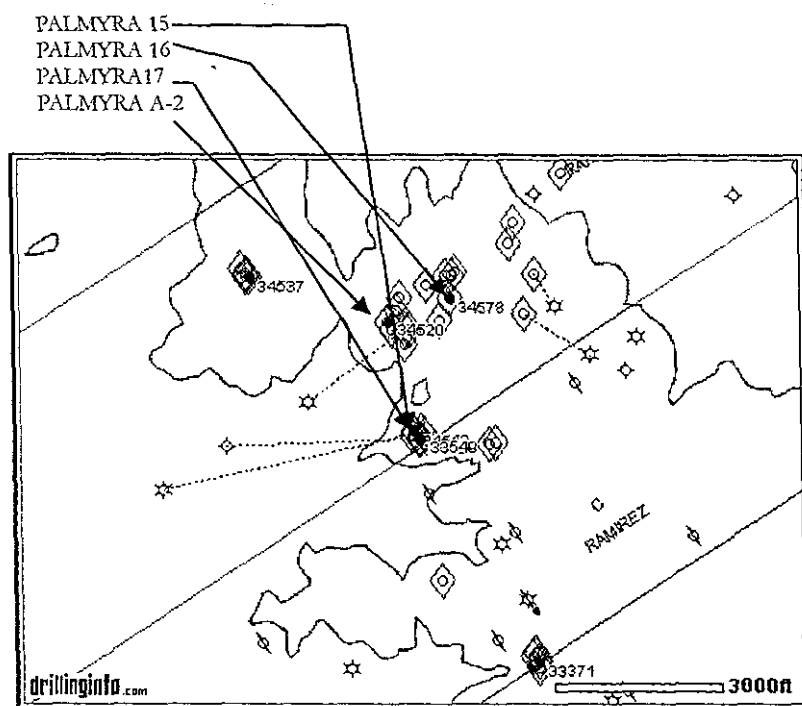 PALMYRA 15
PALMYRA 16
PALMYRA17
PALMYRA A-2
34537
34578
34520
33549
RAMIREZ
33371
drillinginfo.com
3000ft